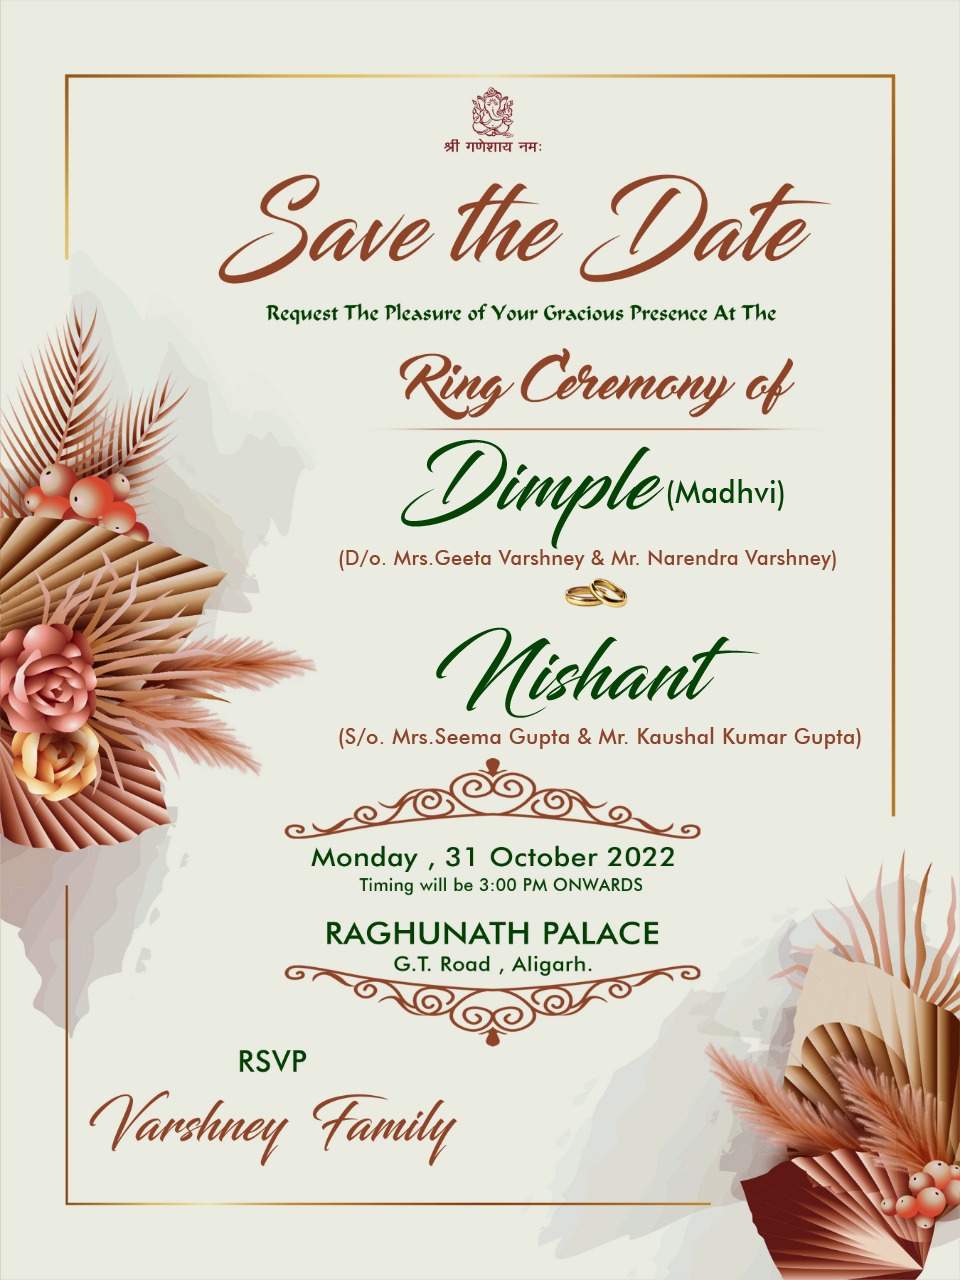 श्री गणेशाय नमः
Save the Date
Request The Pleasure of Your Gracious Presence At The
Ring Ceremony of
Dimple (Madhvi)
(D/o. Mrs.Geeta Varshney & Mr. Narendra Varshney)
Nishant
(S/o. Mrs.Seema Gupta & Mr. Kaushal Kumar Gupta)
Monday , 31 October 2022
Timing will be 3:00 PM ONWARDS
RAGHUNATH PALACE
G.T. Road , Aligarh.
RSVP
Varshney Family